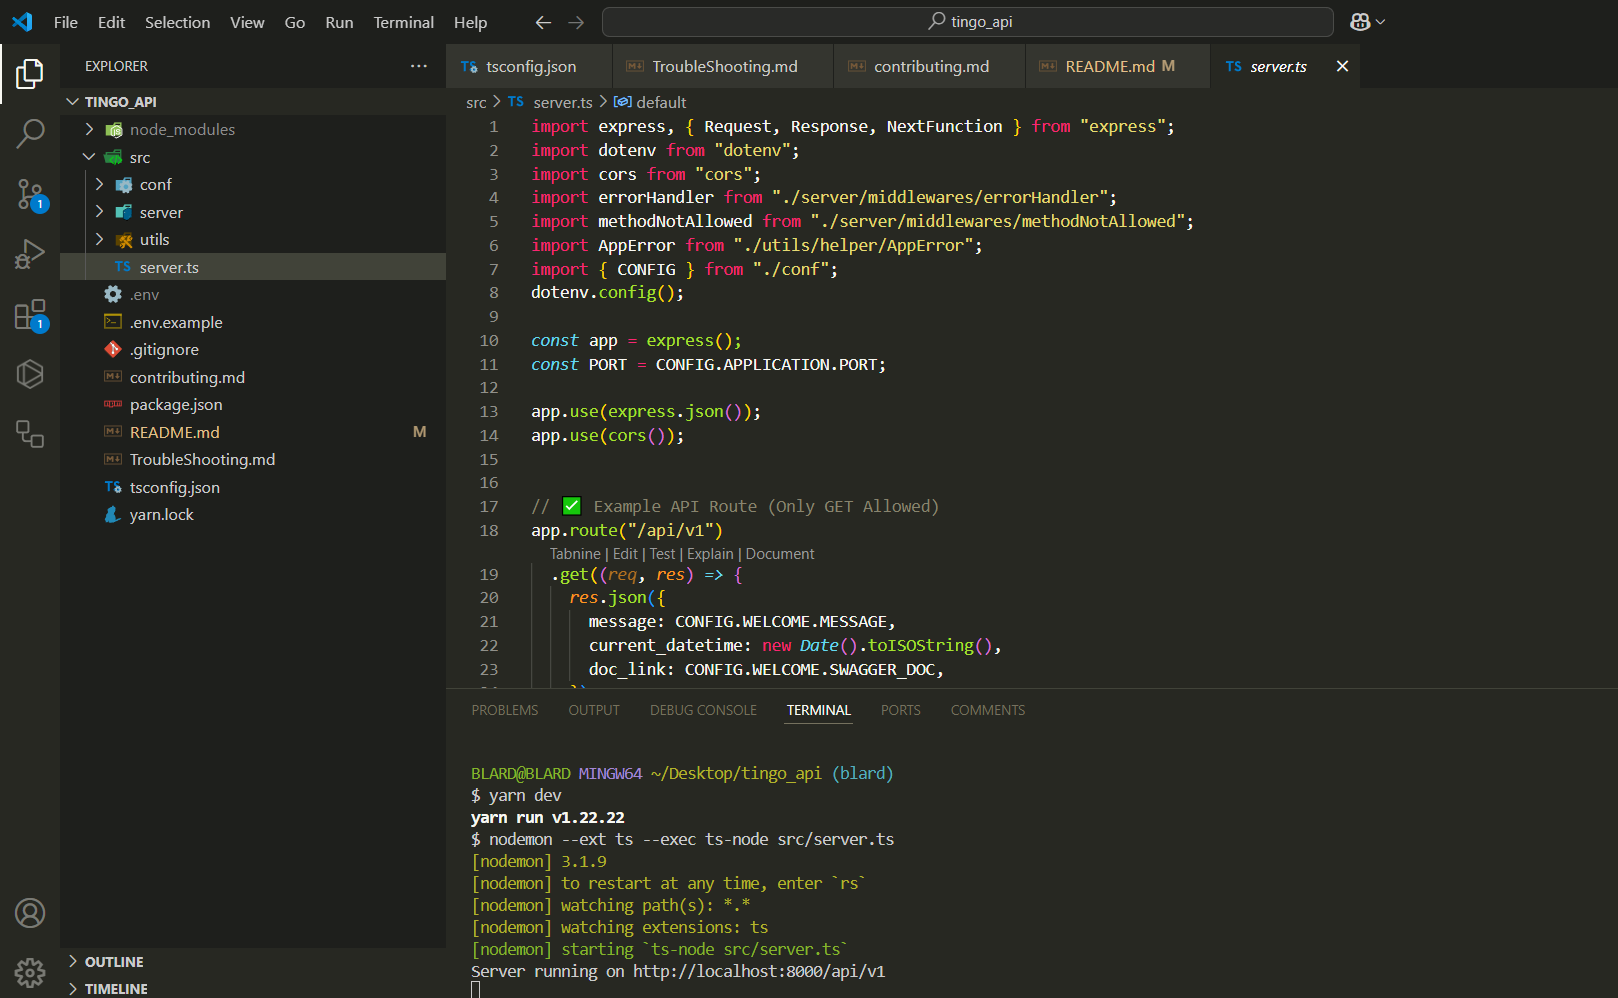 File Edit Selection View Go Run Terminal Help
tingo_api
EXPLORER
TINGO_API
node_modules
src
conf
server
utils
TS server.ts
.env
.env.example
.gitignore
contributing.md
package.json
README.md M
TroubleShooting.md
TS tsconfig.json
yarn.lock
OUTLINE
TIMELINE
1
1
TS tsconfig.json TroubleShooting.md contributing.md README.md M TS server.ts
src > TS server.ts > default
1 import express, { Request, Response, NextFunction } from "express";
2 import dotenv from "dotenv";
3 import cors from "cors";
4 import errorHandler from "./server/middlewares/errorHandler";
5 import methodNotAllowed from "./server/middlewares/methodNotAllowed";
6 import AppError from "./utils/helper/AppError";
7 import { CONFIG } from "./conf";
8 dotenv.config();
9
10 const app = express();
11 const PORT = CONFIG.APPLICATION.PORT;
12
13 app.use(express.json());
14 app.use(cors());
15
16
17 // ✅ Example API Route (Only GET Allowed)
18 app.route("/api/v1")
Tabnine | Edit | Test | Explain | Document
19 .get((req, res) => {
20 res.json({
21 message: CONFIG.WELCOME.MESSAGE,
22 current_datetime: new Date().toISOString(),
23 doc_link: CONFIG.WELCOME.SWAGGER_DOC,
PROBLEMS OUTPUT DEBUG CONSOLE TERMINAL PORTS COMMENTS
BLARD@BLARD MINGW64 ~/Desktop/tingo_api (blard)
$ yarn dev
yarn run v1.22.22
$ nodemon --ext ts --exec ts-node src/server.ts
[nodemon] 3.1.9
[nodemon] to restart at any time, enter `rs`
[nodemon] watching path(s): *.*
[nodemon] watching extensions: ts
[nodemon] starting `ts-node src/server.ts`
Server running on http://localhost:8000/api/v1